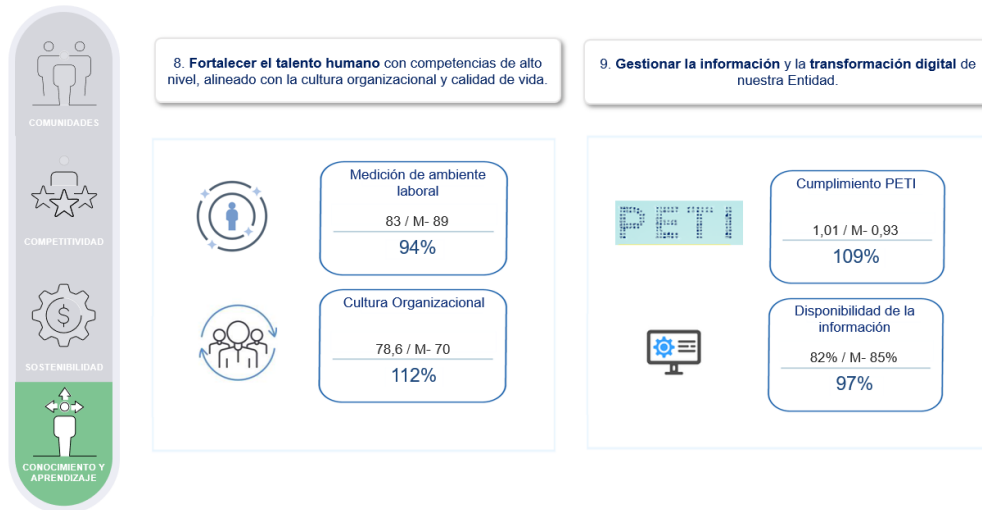 COMUNIDADES
COMPETITIVIDAD
SOSTENIBILIDAD
CONOCIMIENTO Y
APRENDIZAJE
8. Fortalecer el talento humano con competencias de alto
nivel, alineado con la cultura organizacional y calidad de vida.
Medición de ambiente
laboral
83 / M- 89
94%
Cultura Organizacional
78,6 / M- 70
112%
9. Gestionar la información y la transformación digital de
nuestra Entidad.
PETI
Cumplimiento PETI
1,01 / M- 0,93
109%
Disponibilidad de la
información
82% / M- 85%
97%